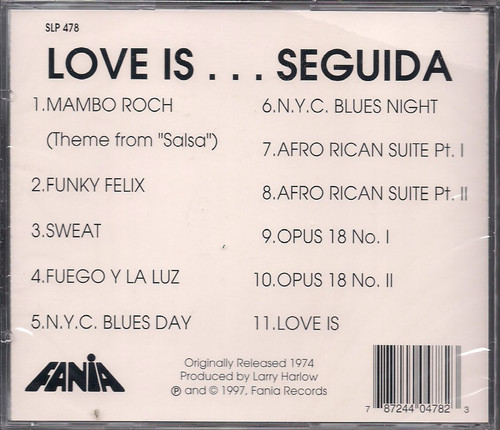 SLP 478
LOVE IS . . . SEGUIDA
1.MAMBO ROCH
(Theme from "Salsa")
2.FUNKY FELIX
3.SWEAT
4.FUEGO Y LA LUZ
5.N.Y.C. BLUES DAY
6.N.Y.C. BLUES NIGHT
7.AFRO RICAN SUITE Pt. I
8.AFRO RICAN SUITE Pt. II
9.OPUS 18 No. I
10.OPUS 18 No. II
11.LOVE IS
FANIA
Originally Released 1974
Produced by Larry Harlow
℗ and © 1997, Fania Records
7 87244 04782 3